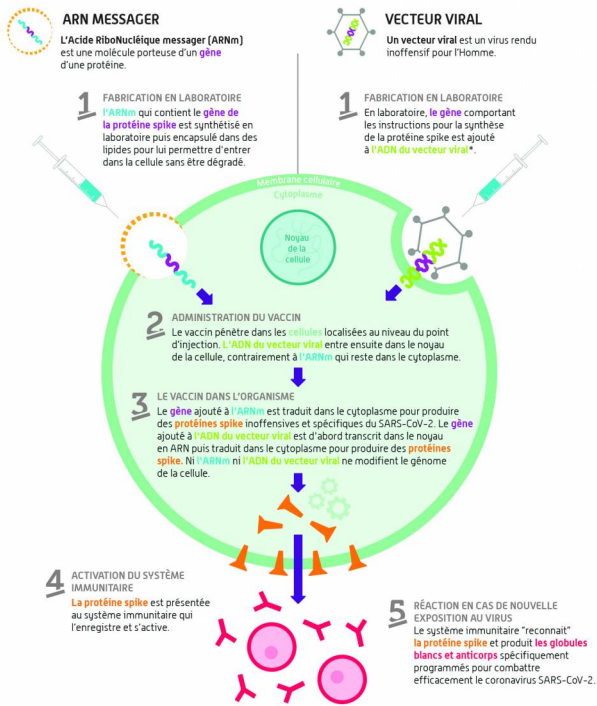 ARN MESSAGER
L'Acide RiboNucléique messager (ARNm)
est une molécule porteuse d'un gène
d'une protéine.
VECTEUR VIRAL
Un vecteur viral est un virus rendu
inoffensif pour l'Homme.
1 FABRICATION EN LABORATOIRE
l'ARNm qui contient le gène de
la protéine spike est synthétisé en
laboratoire puis encapsulé dans des
lipides pour lui permettre d'entrer
dans la cellule sans être dégradé.
1 FABRICATION EN LABORATOIRE
En laboratoire, le gène comportant
les instructions pour la synthèse
de la protéine spike est ajouté
à l'ADN du vecteur viral*.
Membrane cellulaire
Cytoplasme
Noyau
de la
cellule
2 ADMINISTRATION DU VACCIN
Le vaccin pénètre dans les cellules localisées au niveau du point
d'injection. L'ADN du vecteur viral entre ensuite dans le noyau
de la cellule, contrairement à l'ARNm qui reste dans le cytoplasme.
3 LE VACCIN DANS L'ORGANISME
Le gène ajouté à l'ARNm est traduit dans le cytoplasme pour produire
des protéines spike inoffensives et spécifiques du SARS-CoV-2. Le gène
ajouté à l'ADN du vecteur viral est d'abord transcrit dans le noyau
en ARN puis traduit dans le cytoplasme pour produire des protéines
spike. Ni l'ARNm ni l'ADN du vecteur viral ne modifient le génome
de la cellule.
4 ACTIVATION DU SYSTÈME
IMMUNITAIRE
La protéine spike est présentée
au système immunitaire qui
l'enregistre et s'active.
5 RÉACTION EN CAS DE NOUVELLE
EXPOSITION AU VIRUS
Le système immunitaire "reconnait"
la protéine spike et produit les globules
blancs et anticorps spécifiquement
programmés pour combattre
efficacement le coronavirus SARS-CoV-2.